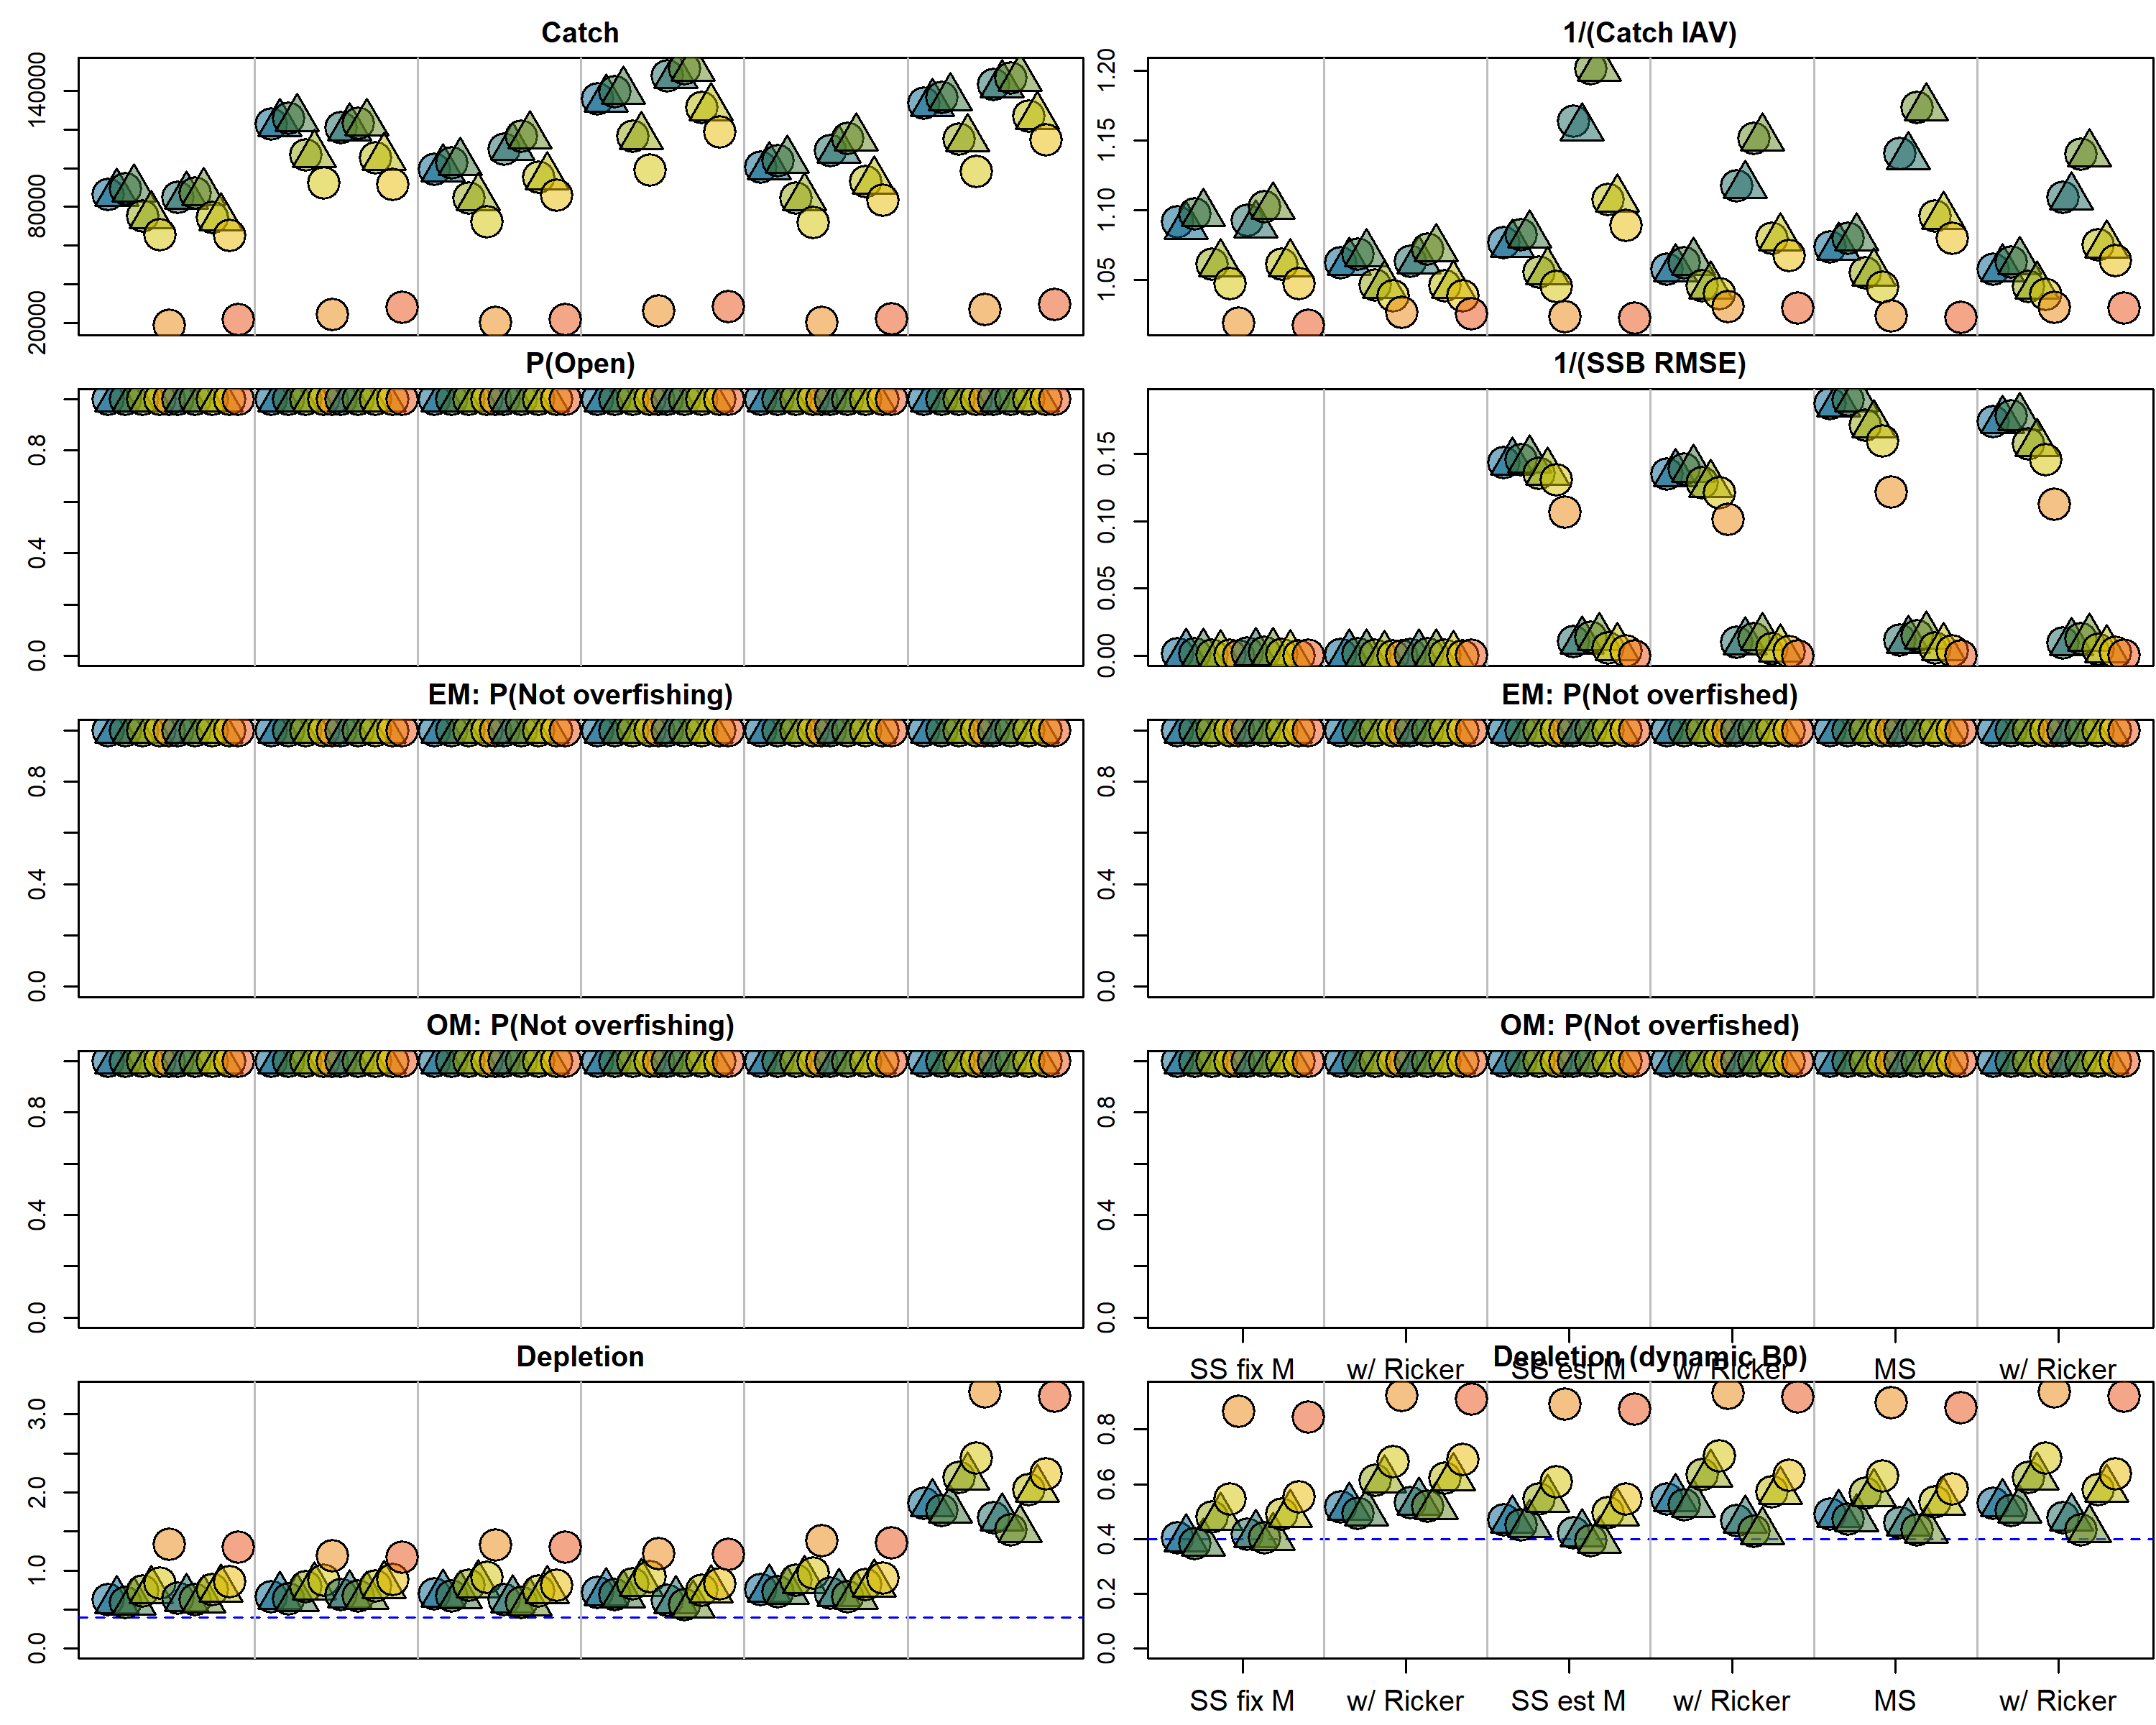 Catch
140000
80000
20000
1/(Catch IAV)
1.20
1.15
1.10
1.05
P(Open)
0.8
0.4
0.0
1/(SSB RMSE)
0.15
0.10
0.05
0.00
EM: P(Not overfishing)
0.8
0.4
0.0
EM: P(Not overfished)
0.8
0.4
0.0
OM: P(Not overfishing)
0.8
0.4
0.0
OM: P(Not overfished)
0.8
0.4
0.0
SS fix M w/ Ricker SS est M w/ Ricker MS w/ Ricker
Depletion
3.0
2.0
1.0
0.0
Depletion (dynamic B0)
0.8
0.6
0.4
0.2
0.0
SS fix M w/ Ricker SS est M w/ Ricker MS w/ Ricker